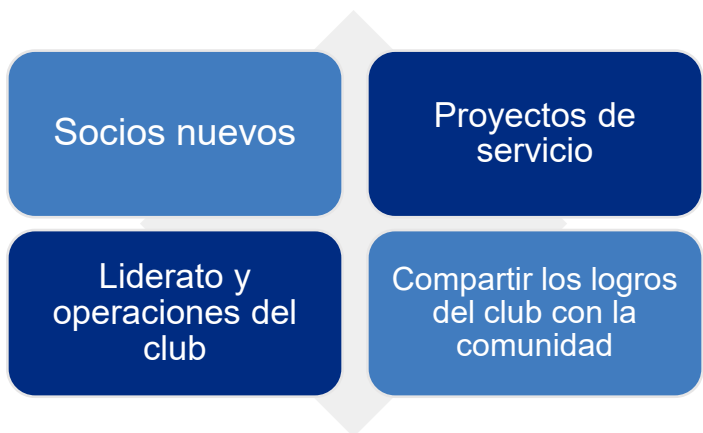 Socios nuevos
Proyectos de
servicio
Liderato y
operaciones del
club
Compartir los logros
del club con la
comunidad